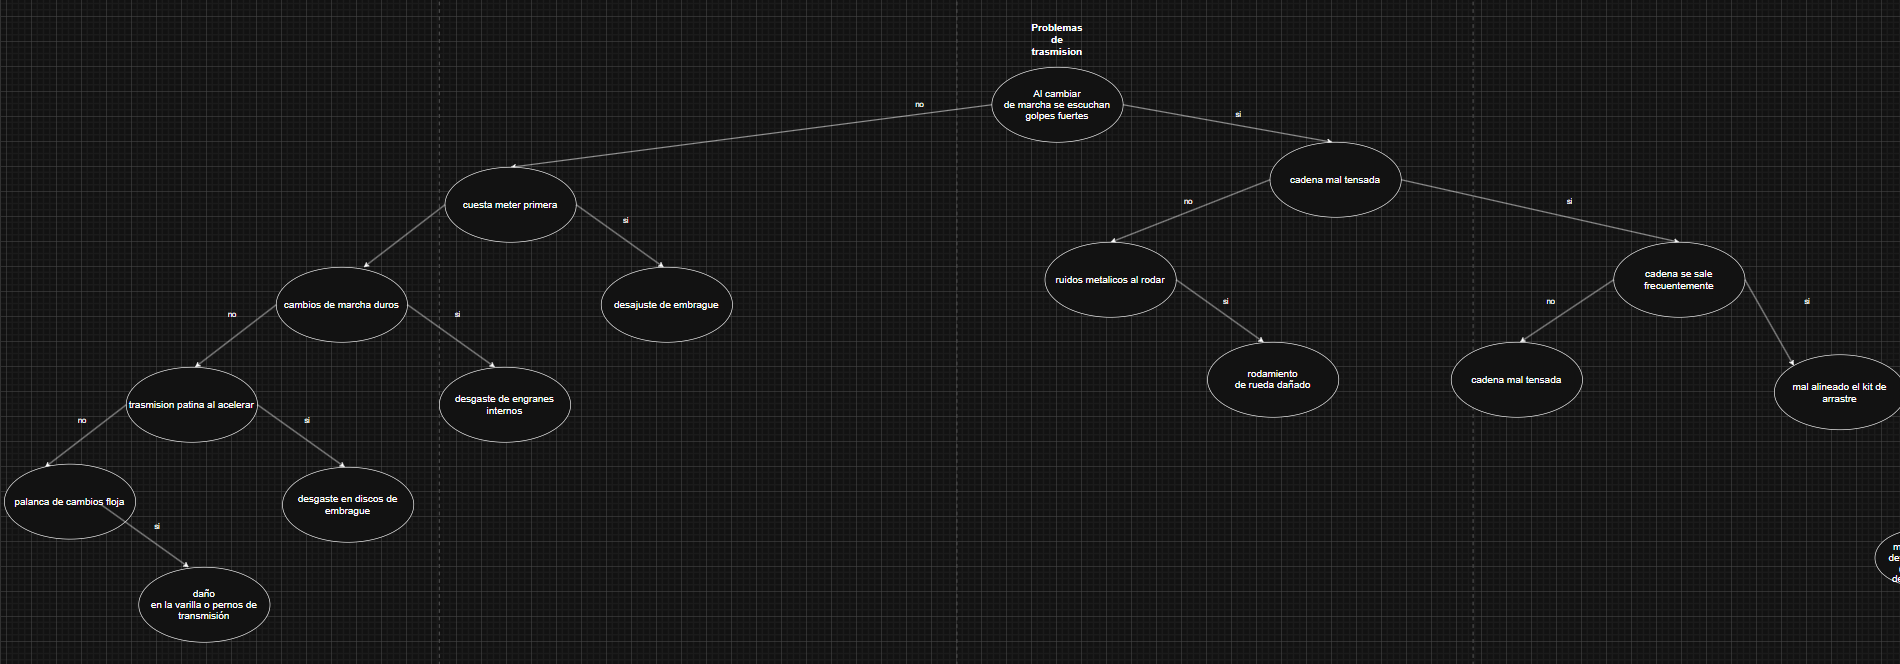 Problemas
de
trasmision
Al cambiar
de marcha se escuchan
golpes fuertes
no
si
cadena mal tensada
cuesta meter primera
no
si
si
ruidos metalicos al rodar
cadena se sale
frecuentemente
cambios de marcha duros
desajuste de embrague
no
si
si
no
si
rodamiento
de rueda dañado
cadena mal tensada
mal alineado el kit de
arrastre
trasmision patina al acelerar
desgaste de engranes
internos
no
si
palanca de cambios floja
desgaste en discos de
embrague
si
daño
en la varilla o pernos de
transmisión